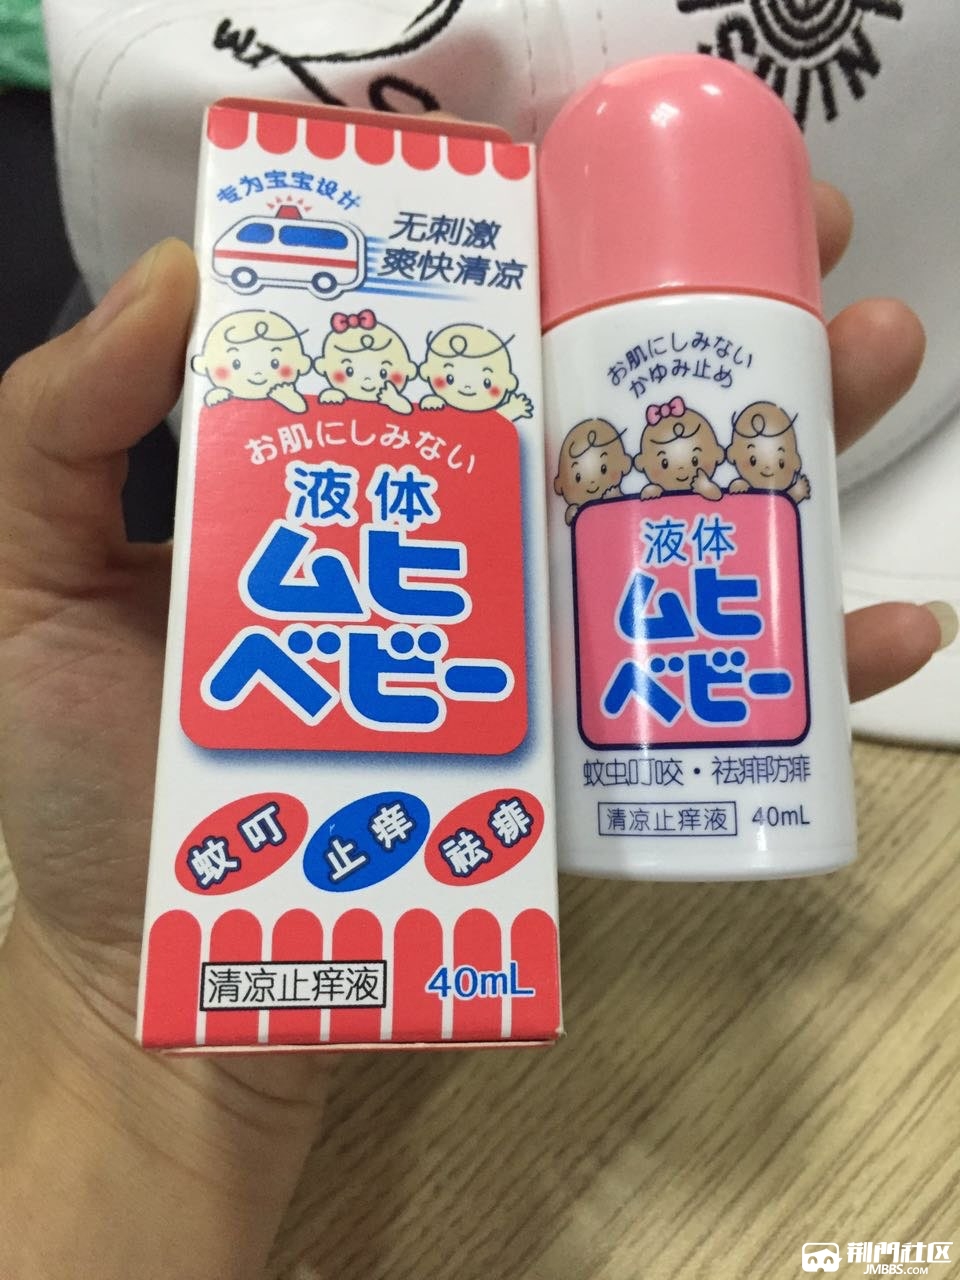 专为宝宝设计
无刺激
爽快清凉
お肌にしみない
液体
ムヒ
ベビー
蚊叮
止痒
祛痱
清凉止痒液
40mL
お肌にしみない
かゆみ止め
液体
ムヒ
ベビー
蚊虫叮咬・祛痱防痱
清凉止痒液
40mL
荆門社区
JMBBS.COM